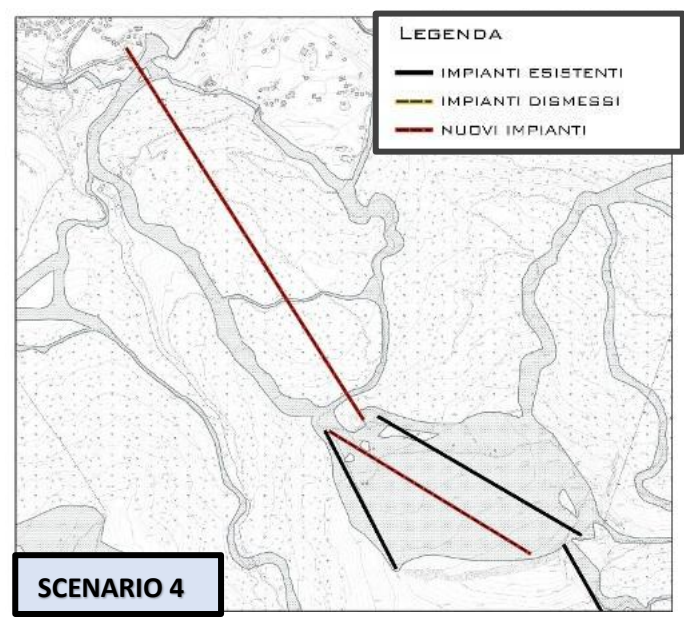 LEGENDA
IMPIANTI ESISTENTI
IMPIANTI DISMESSI
NUOVI IMPIANTI
SCENARIO 4